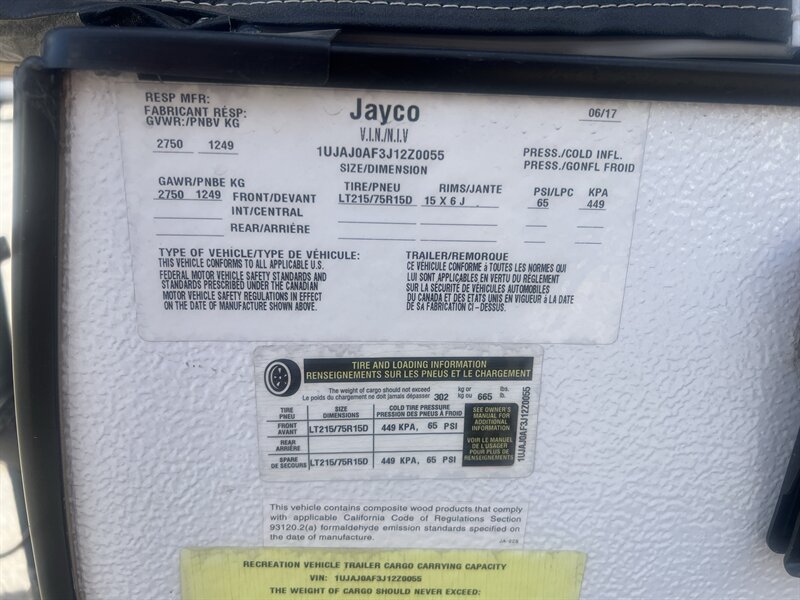 RESP MFR:
FABRICANT RÉSP:
GVWR:/PNBV KG
2750 1249
Jayco
V.I.N./N.I.V
1UJAJ0AF3J12Z0055
SIZE/DIMENSION
06/17
PRESS./COLD INFL.
PRESS./GONFL FROID
GAWR/PNBE KG TIRE/PNEU RIMS/JANTE PSI/LPC KPA
2750 1249 FRONT/DEVANT LT215/75R15D 15 X 6 J 65 449
INT/CENTRAL
REAR/ARRIÈRE
TYPE OF VEHICLE/TYPE DE VÉHICULE:
THIS VEHICLE CONFORMS TO ALL APPLICABLE U.S.
FEDERAL MOTOR VEHICLE SAFETY STANDARDS AND
STANDARDS PRESCRIBED UNDER THE CANADIAN
MOTOR VEHICLE SAFETY REGULATIONS IN EFFECT
ON THE DATE OF MANUFACTURE SHOWN ABOVE.
TRAILER/REMORQUE
CE VÉHICULE CONFORME à TOUTES LES NORMES QUI
LUI SONT APPLICABLES EN VERTU DU REGLEMENT
SUR LA SÉCURITÉ DE VÉHICULES AUTOMOBILES
DU CANADA ET DES ETATS UNIS EN VIGUEUR à LA DATE
DE SA FABRICATION CI-DESSUS.
TIRE AND LOADING INFORMATION
RENSEIGNEMENTS SUR LES PNEUS ET LE CHARGEMENT
The weight of cargo should not exceed kg or lbs.
Le poids du chargement ne doit jamais dépasser 302 kg ou 665 lb.
TIRE SIZE COLD TIRE PRESSURE
PNEU DIMENSIONS PRESSION DES PNEUS À FROID
FRONT
AVANT LT215/75R15D 449 KPA, 65 PSI
REAR
ARRIÈRE
SPARE
DE SECOURS LT215/75R15D 449 KPA, 65 PSI
SEE OWNER'S
MANUAL FOR
ADDITIONAL
INFORMATION
VOIR LE MANUEL
DE L'USAGER
POUR PLUS DE
RENSEIGNEMENTS
1UJAJ0AF3J12Z0055
This vehicle contains composite wood products that comply
with applicable California Code of Regulations Section
93120.2(a) formaldehyde emission standards specified on
the date of manufacture.
RECREATION VEHICLE TRAILER CARGO CARRYING CAPACITY
VIN: 1UJAJ0AF3J12Z0055
THE WEIGHT OF CARGO SHOULD NEVER EXCEED: